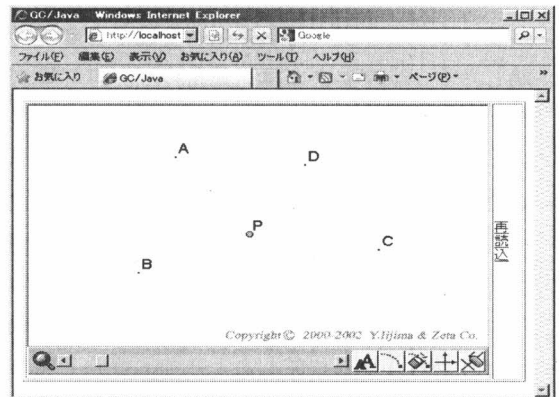 GC/Java - Windows Internet Explorer
http://localhost
Google
ファイル(F) 編集(E) 表示(V) お気に入り(A) ツール(T) ヘルプ(H)
お気に入り GC/Java ページ(P)
A
D
P
C
B
再読込
Copyright© 2000-2002 Y.Iijima & Zeta Co.
A